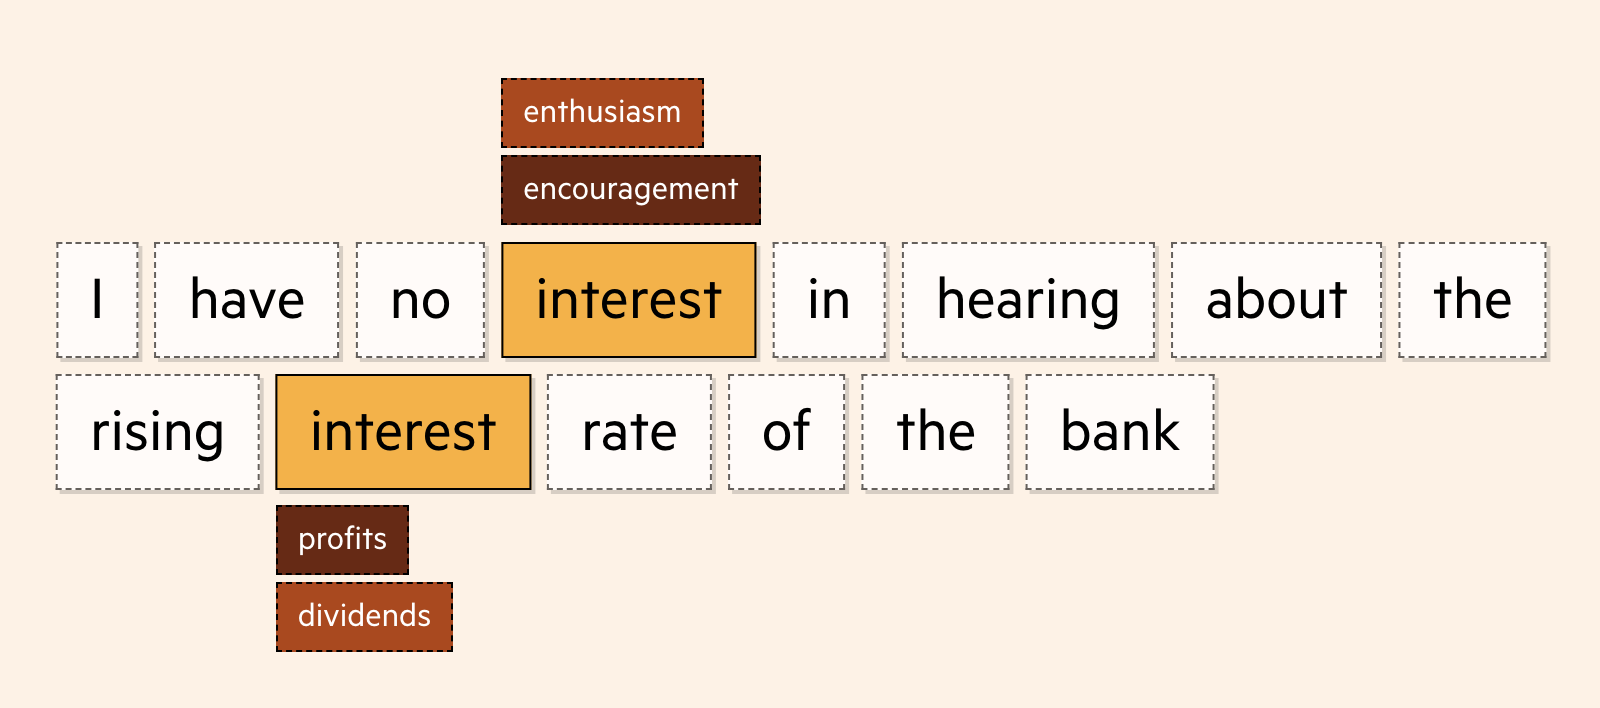 enthusiasm
encouragement
I have no interest in hearing about the
rising interest rate of the bank
profits
dividends